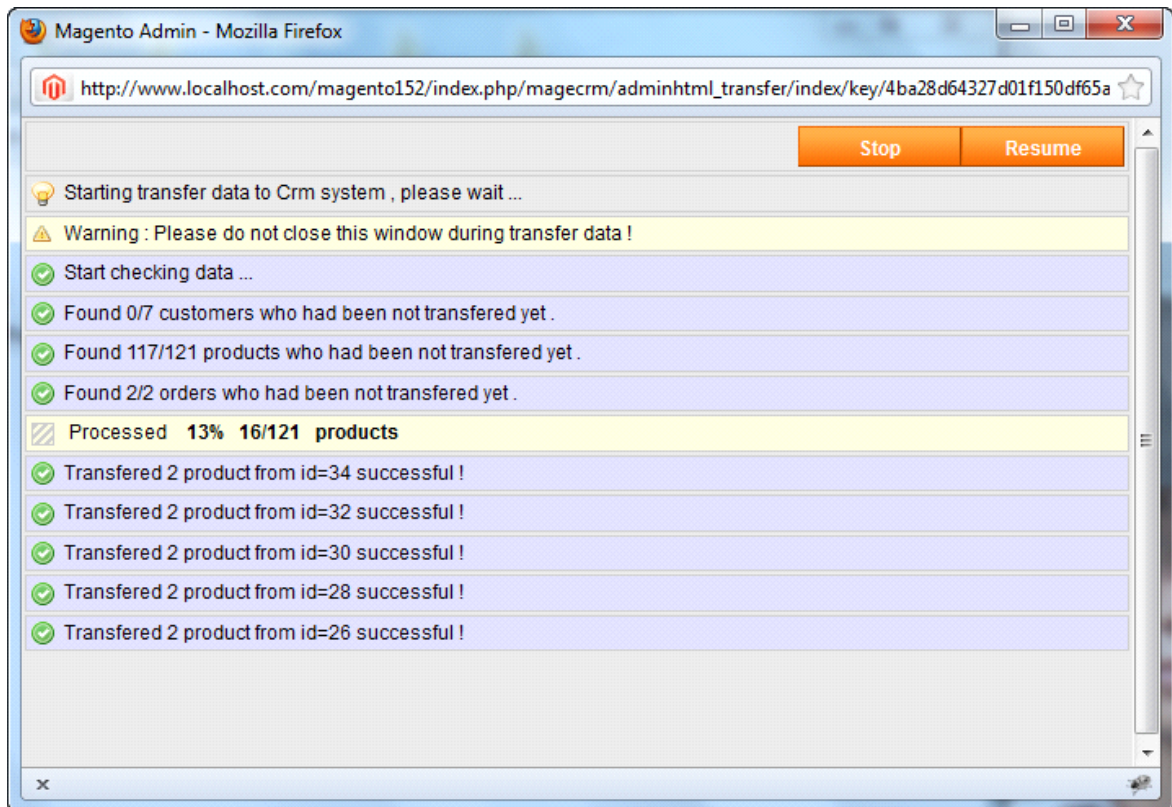 Magento Admin - Mozilla Firefox
http://www.localhost.com/magento152/index.php/magecrm/adminhtml_transfer/index/key/4ba28d64327d01f150df65a
Stop Resume
Starting transfer data to Crm system , please wait ...
Warning : Please do not close this window during transfer data !
Start checking data ...
Found 0/7 customers who had been not transfered yet .
Found 117/121 products who had been not transfered yet .
Found 2/2 orders who had been not transfered yet .
Processed 13% 16/121 products
Transfered 2 product from id=34 successful !
Transfered 2 product from id=32 successful !
Transfered 2 product from id=30 successful !
Transfered 2 product from id=28 successful !
Transfered 2 product from id=26 successful !